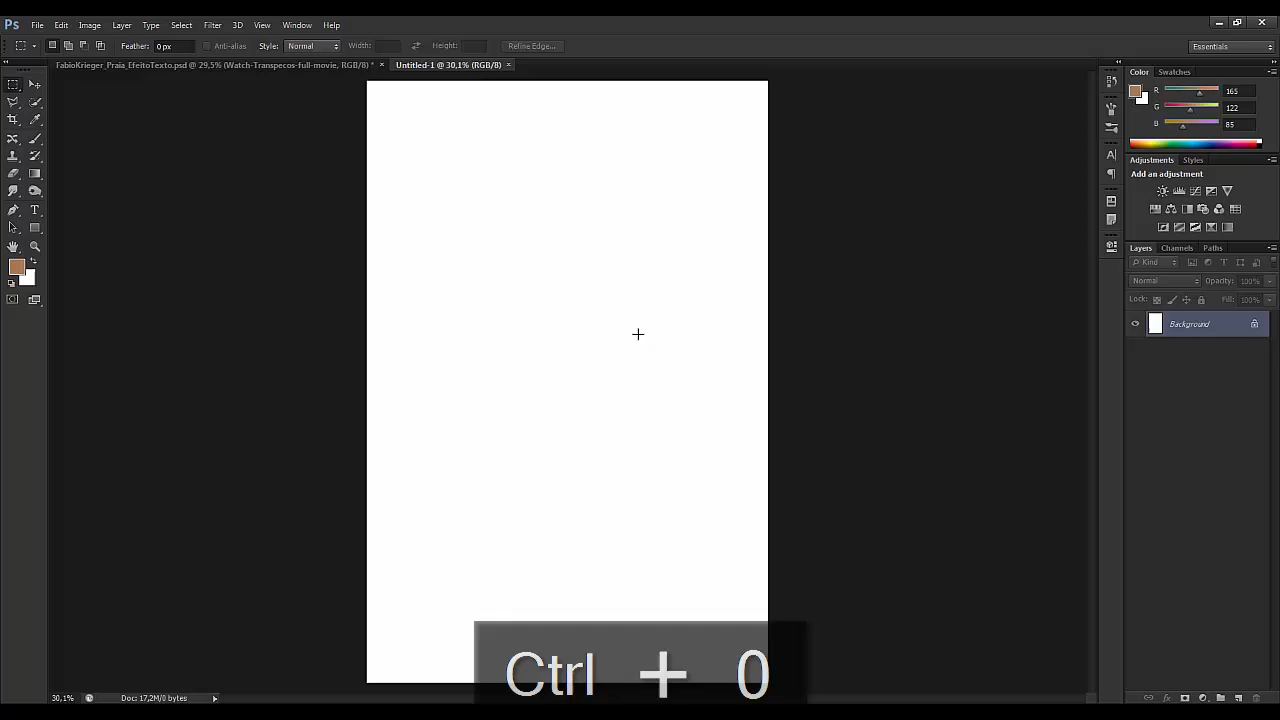 Ps File Edit Image Layer Type Select Filter 3D View Window Help
Feather: 0 px Anti-alias Style: Normal Width: Height: Refine Edge... Essentials
FabioKrieger_Praia_EfeitoTexto.psd @ 29,5% (Watch-Transpecos-full-movie, RGB/8) * × Untitled-1 @ 30,1% (RGB/8) ×
Color Swatches
R 165
G 122
B 85
Adjustments Styles
Add an adjustment
Layers Channels Paths
Kind
Normal Opacity: 100%
Lock: Fill: 100%
Background
Ctrl + 0
30,1% Doc: 17,2M/0 bytes